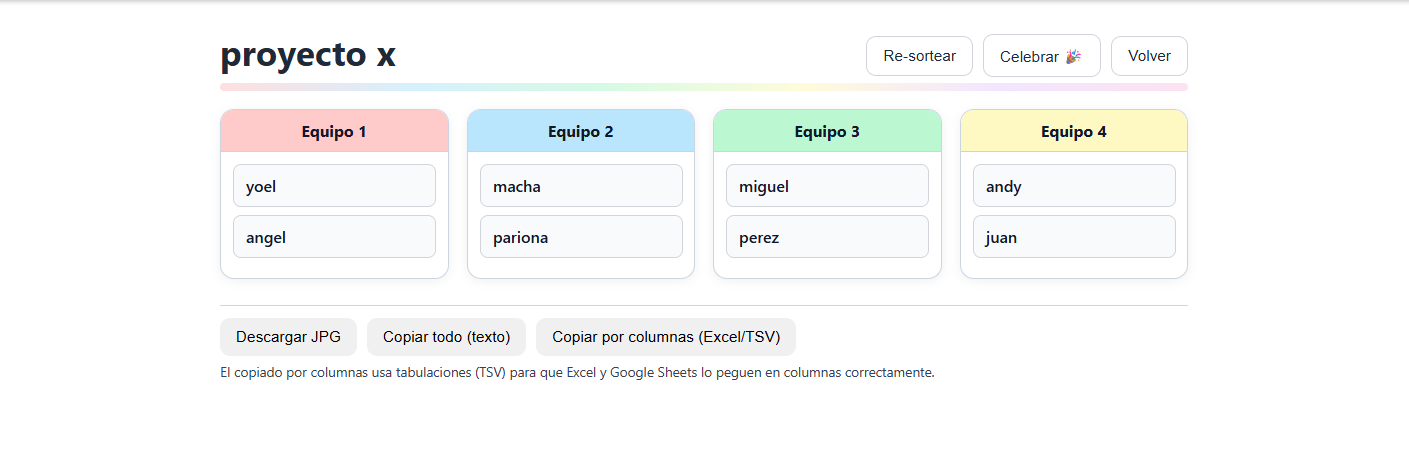 proyecto x
Re-sortear
Celebrar 🎉
Volver
Equipo 1
yoel
angel
Equipo 2
macha
pariona
Equipo 3
miguel
perez
Equipo 4
andy
juan
Descargar JPG
Copiar todo (texto)
Copiar por columnas (Excel/TSV)
El copiado por columnas usa tabulaciones (TSV) para que Excel y Google Sheets lo peguen en columnas correctamente.